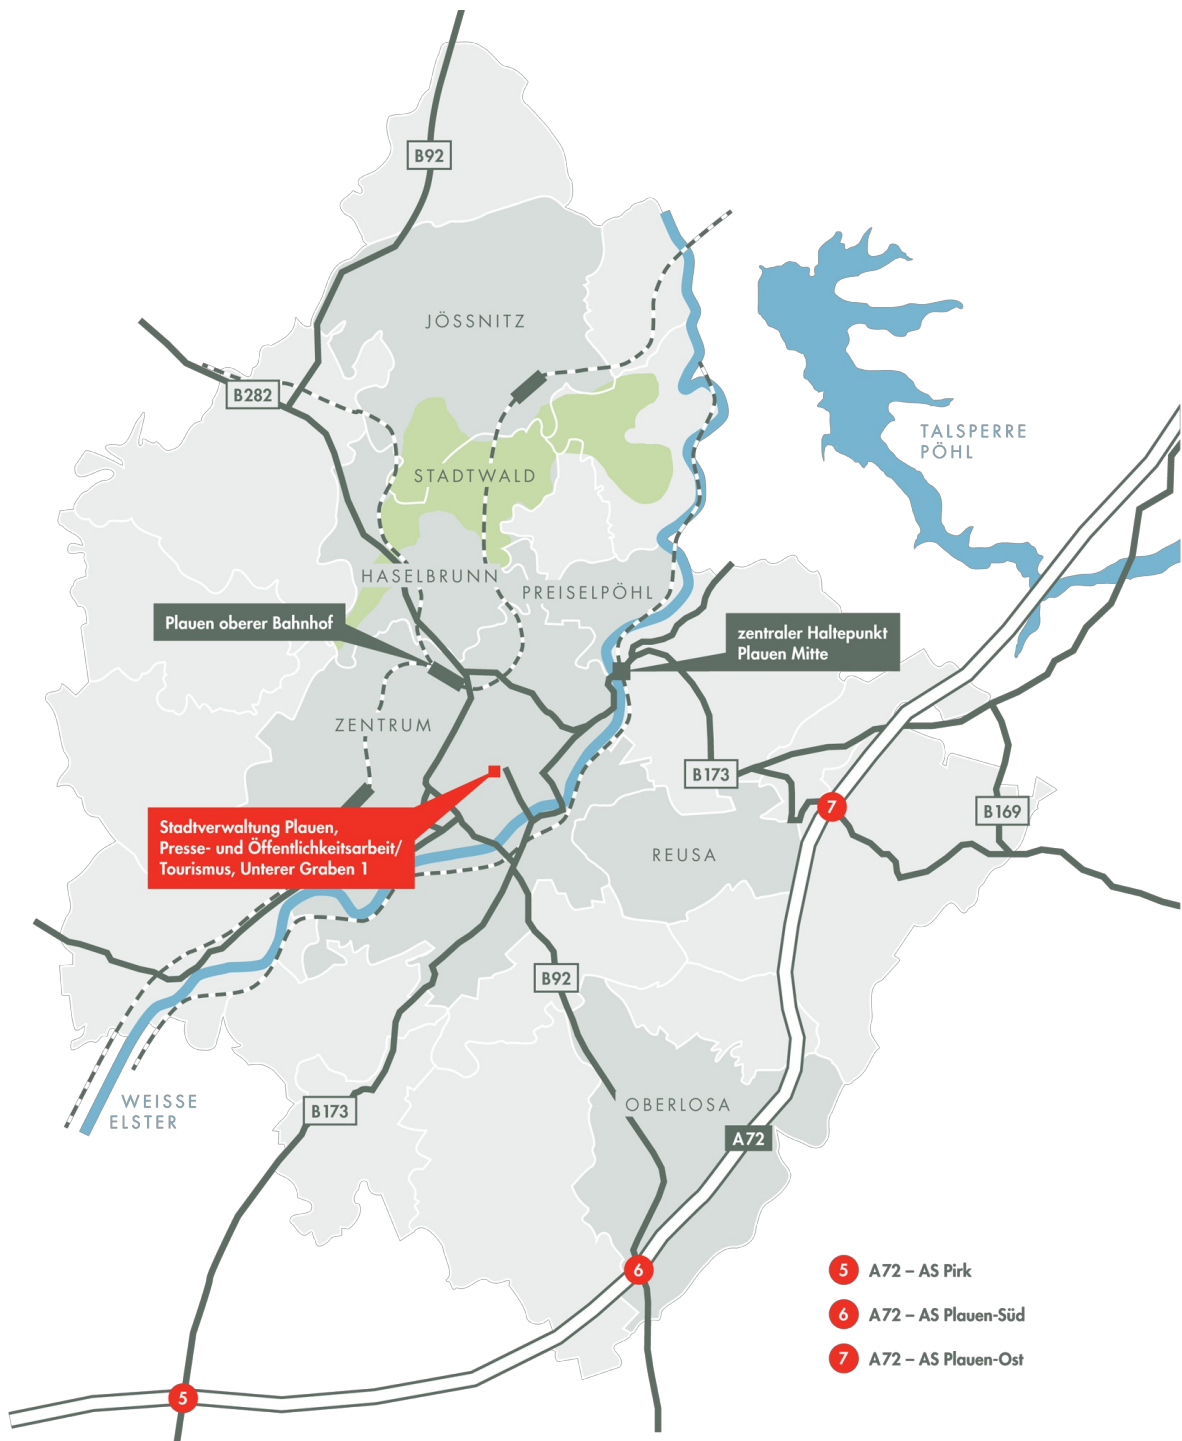 B92
JÖSSNITZ
B282
TALSPERRE
PÖHL
STADTWALD
HASELBRUNN
PREISELPÖHL
Plauen oberer Bahnhof
zentraler Haltepunkt
Plauen Mitte
ZENTRUM
B173
7
B169
Stadtverwaltung Plauen,
Presse- und Öffentlichkeitsarbeit/
Tourismus, Unterer Graben 1
REUSA
B92
WEISSE
ELSTER
B173
OBERLOSA
A72
6
5
5 A72 – AS Pirk
6 A72 – AS Plauen-Süd
7 A72 – AS Plauen-Ost